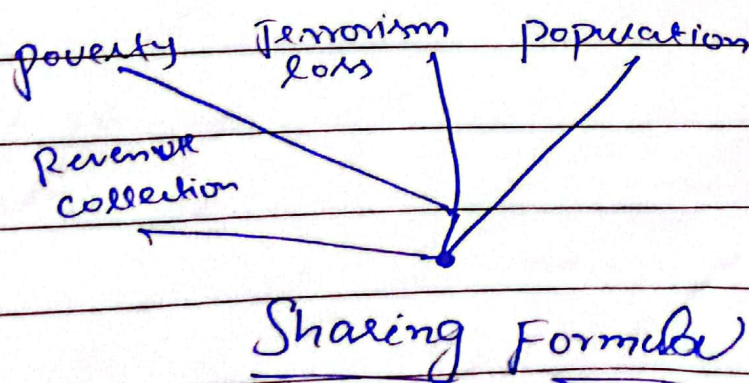 poverty Terrorism population
loss
Revenue
collection
Sharing Formula